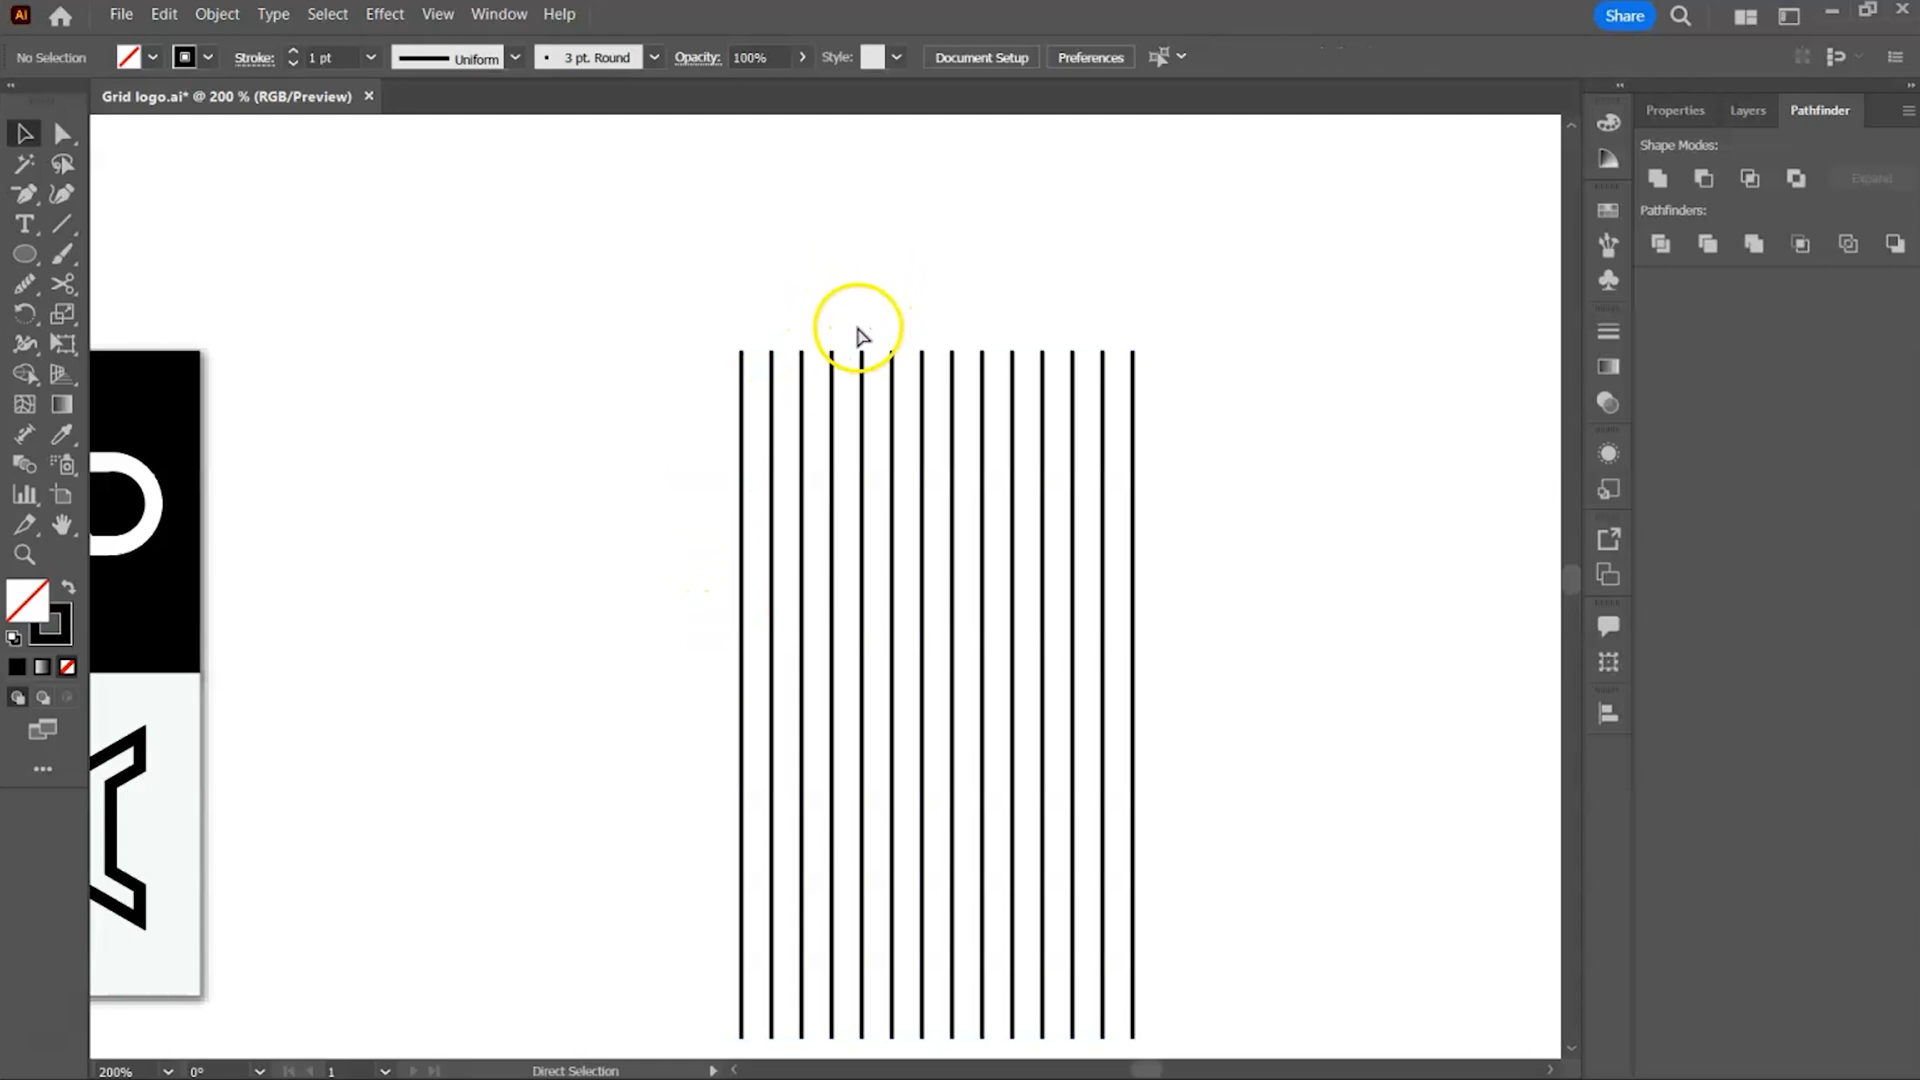 Ai File Edit Object Type Select Effect View Window Help Share
No Selection Stroke: 1 pt Uniform 3 pt. Round Opacity: 100% Style: Document Setup Preferences
Grid logo.ai* @ 200 % (RGB/Preview) ×
Properties Layers Pathfinder
Shape Modes:
Expand
Pathfinders:
200% 0° 1 Direct Selection